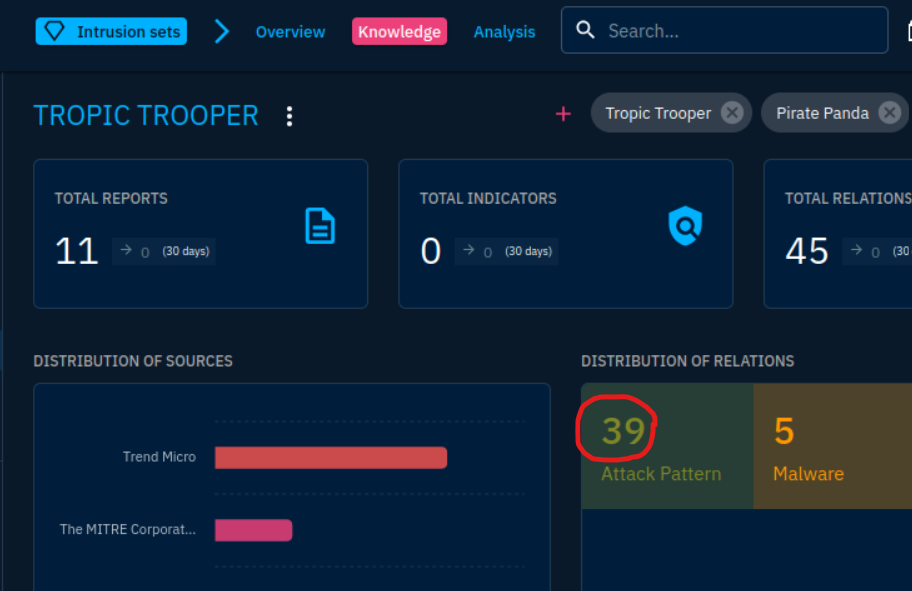 Intrusion sets Overview Knowledge Analysis Search...
TROPIC TROOPER + Tropic Trooper Pirate Panda
TOTAL REPORTS
11 → 0 (30 days)
TOTAL INDICATORS
0 → 0 (30 days)
TOTAL RELATIONS
45 → 0 (30
DISTRIBUTION OF SOURCES
Trend Micro
The MITRE Corporat...
DISTRIBUTION OF RELATIONS
39
Attack Pattern
5
Malware